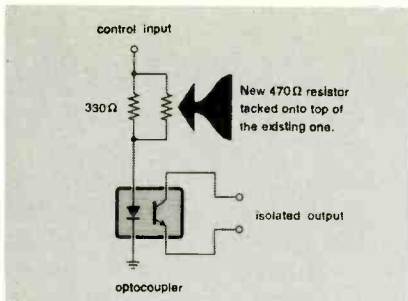 control input
330Ω
New 470Ω resistor
tacked onto top of
the existing one.
isolated output
optocoupler